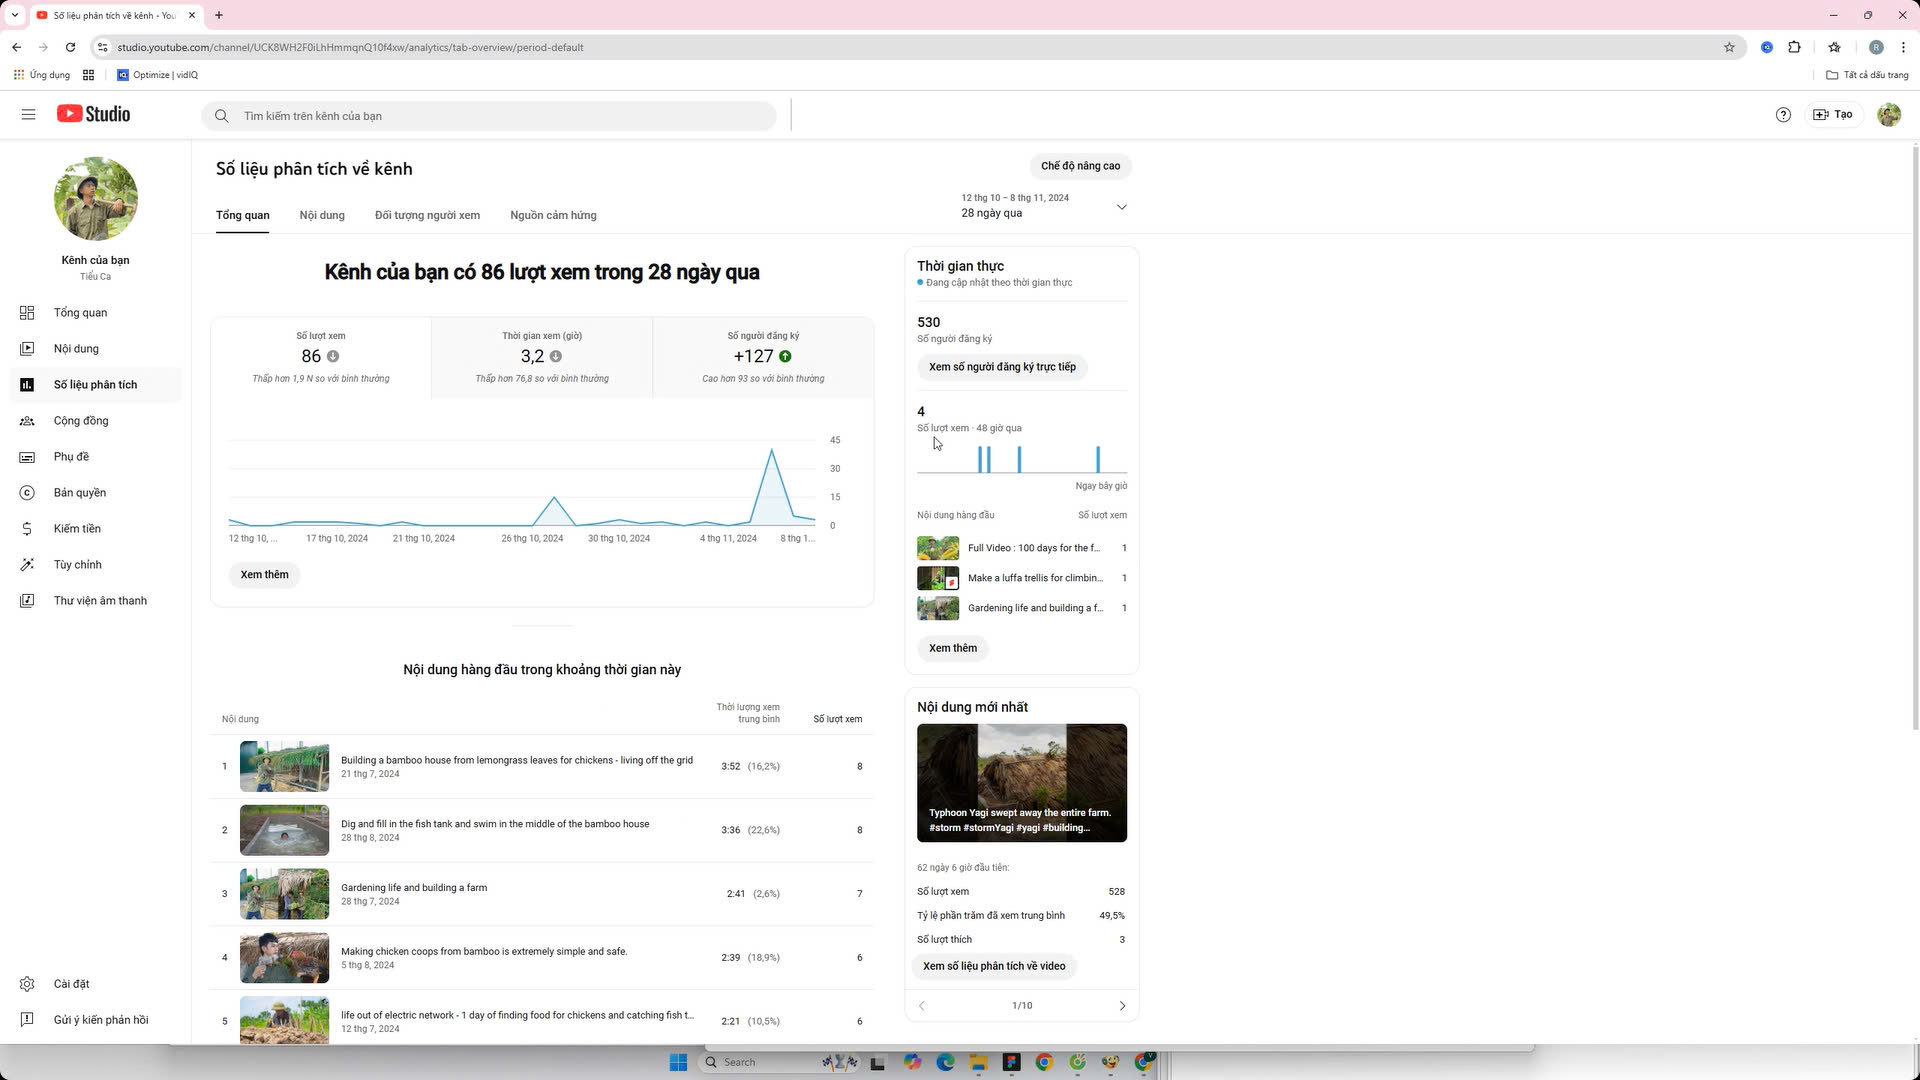 Số liệu phân tích về kênh - You
studio.youtube.com/channel/UCK8WH2F0iLhHmmqnQ10f4xw/analytics/tab-overview/period-default
R
Ứng dụng
Optimize | vidIQ
Tất cả dấu trang
Studio
Tìm kiếm trên kênh của bạn
Tạo
Kênh của bạn
Tiểu Ca
Tổng quan
Nội dung
Số liệu phân tích
Cộng đồng
Phụ đề
Bản quyền
Kiếm tiền
Tùy chỉnh
Thư viện âm thanh
Cài đặt
Gửi ý kiến phản hồi
Số liệu phân tích về kênh
Chế độ nâng cao
Tổng quan
Nội dung
Đối tượng người xem
Nguồn cảm hứng
12 thg 10 – 8 thg 11, 2024
28 ngày qua
Kênh của bạn có 86 lượt xem trong 28 ngày qua
Số lượt xem
86
Thấp hơn 1,9 N so với bình thường
Thời gian xem (giờ)
3,2
Thấp hơn 76,8 so với bình thường
Số người đăng ký
+127
Cao hơn 93 so với bình thường
45
30
15
0
12 thg 10, ...
17 thg 10, 2024
21 thg 10, 2024
26 thg 10, 2024
30 thg 10, 2024
4 thg 11, 2024
8 thg 1...
Xem thêm
Nội dung hàng đầu trong khoảng thời gian này
Nội dung
Thời lượng xem
trung bình
Số lượt xem
1
Building a bamboo house from lemongrass leaves for chickens - living off the grid
21 thg 7, 2024
3:52 (16,2%)
8
2
Dig and fill in the fish tank and swim in the middle of the bamboo house
28 thg 8, 2024
3:36 (22,6%)
8
3
Gardening life and building a farm
28 thg 7, 2024
2:41 (2,6%)
7
4
Making chicken coops from bamboo is extremely simple and safe.
5 thg 8, 2024
2:39 (18,9%)
6
5
life out of electric network - 1 day of finding food for chickens and catching fish t...
12 thg 7, 2024
2:21 (10,5%)
6
Thời gian thực
Đang cập nhật theo thời gian thực
530
Số người đăng ký
Xem số người đăng ký trực tiếp
4
Số lượt xem · 48 giờ qua
Ngay bây giờ
Nội dung hàng đầu
Số lượt xem
Full Video : 100 days for the f...
1
Make a luffa trellis for climbin...
1
Gardening life and building a f...
1
Xem thêm
Nội dung mới nhất
Typhoon Yagi swept away the entire farm.
#storm #stormYagi #yagi #building...
62 ngày 6 giờ đầu tiên:
Số lượt xem
528
Tỷ lệ phần trăm đã xem trung bình
49,5%
Số lượt thích
3
Xem số liệu phân tích về video
1/10
Search